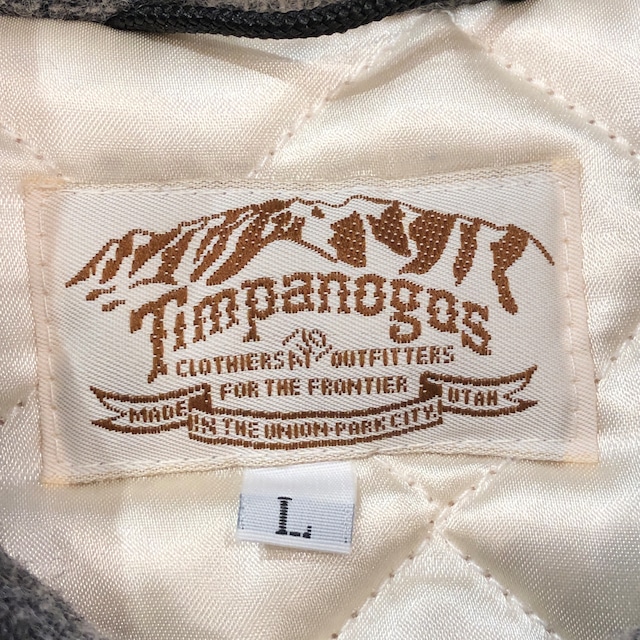 Timpanogos
CLOTHIERS & OUTFITTERS
FOR THE FRONTIER
MADE IN THE UNION·PARK CITY, UTAH
L